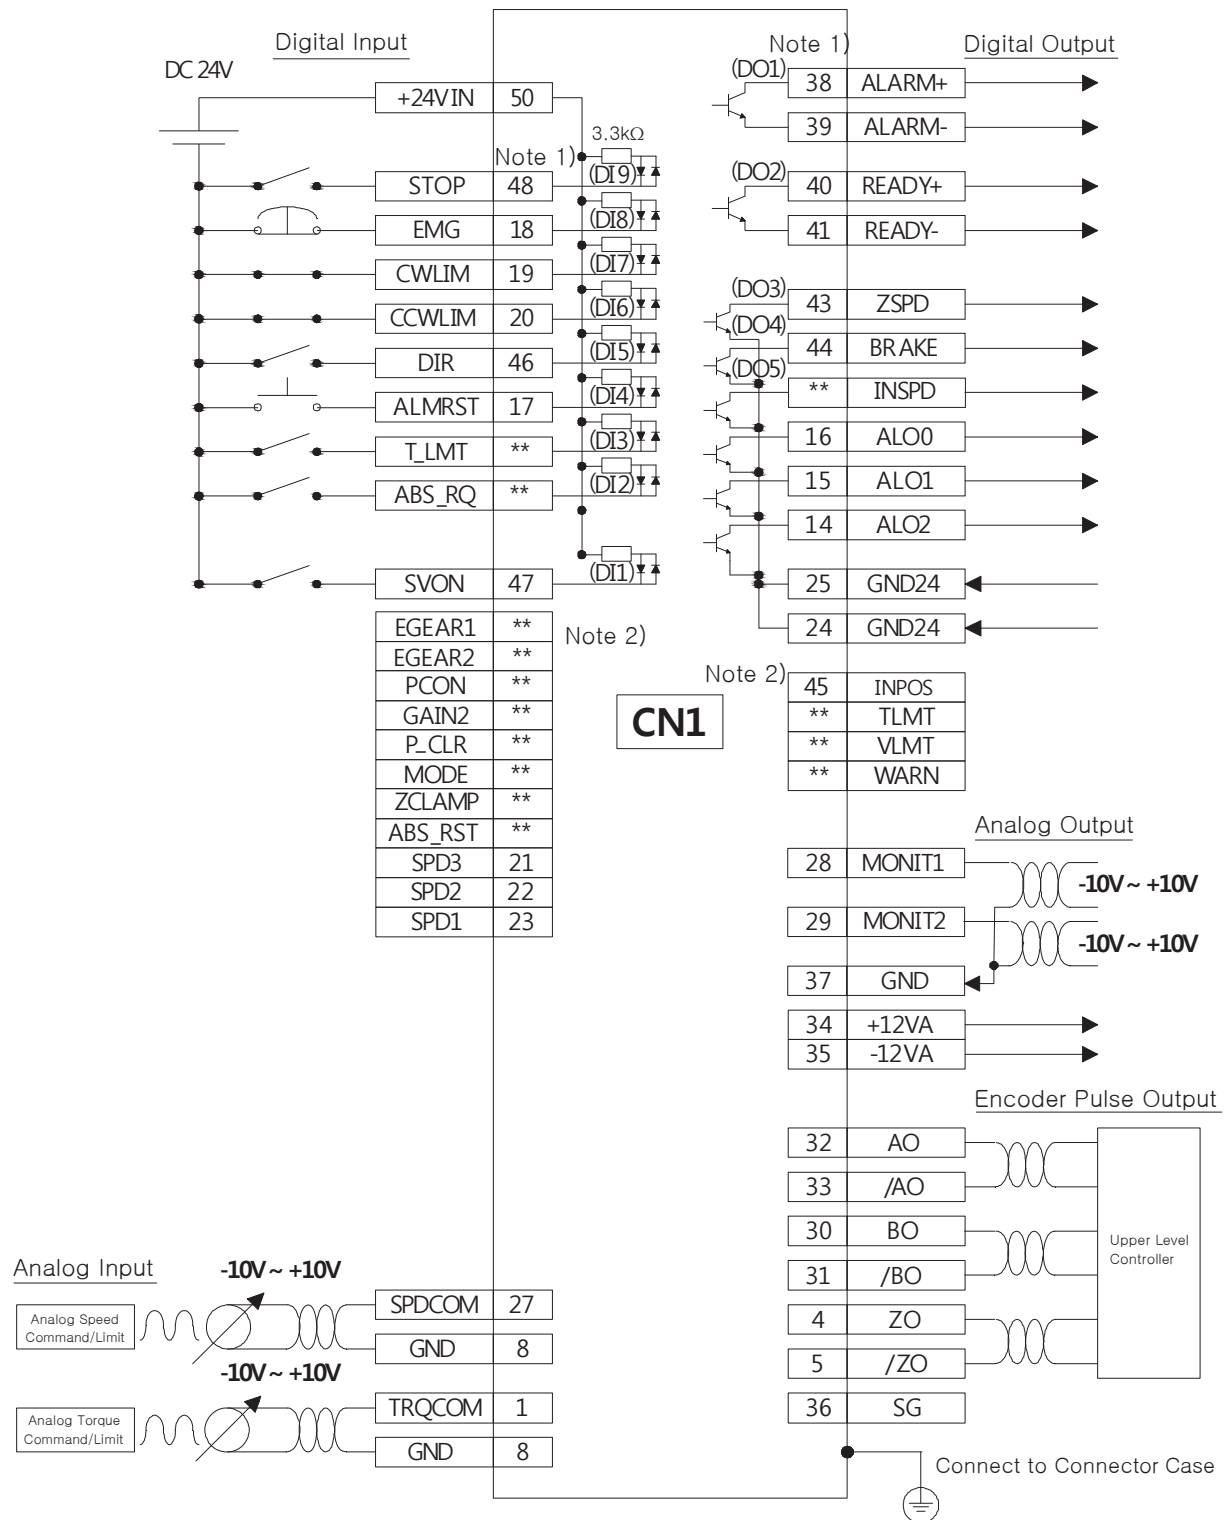 Digital Input
DC 24V
+24VIN 50
3.3kΩ
Note 1)
STOP 48 (DI9)
EMG 18 (DI8)
CWLIM 19 (DI7)
CCWLIM 20 (DI6)
DIR 46 (DI5)
ALMRST 17 (DI4)
T_LMT ** (DI3)
ABS_RQ ** (DI2)
SVON 47 (DI1)
EGEAR1 **
Note 2)
EGEAR2 **
PCON **
GAIN2 **
P_CLR **
MODE **
ZCLAMP **
ABS_RST **
SPD3 21
SPD2 22
SPD1 23
CN1
Analog Input
-10V ~ +10V
Analog Speed
Command/Limit
SPDCOM 27
GND 8
-10V ~ +10V
Analog Torque
Command/Limit
TRQCOM 1
GND 8
Note 1)
Digital Output
(DO1) 38 ALARM+
39 ALARM-
(DO2) 40 READY+
41 READY-
(DO3) 43 ZSPD
(DO4) 44 BRAKE
(DO5) ** INSPD
16 ALO0
15 ALO1
14 ALO2
25 GND24
24 GND24
Note 2)
45 INPOS
** TLMT
** VLMT
** WARN
Analog Output
28 MONIT1
-10V ~ +10V
29 MONIT2
-10V ~ +10V
37 GND
34 +12VA
35 -12VA
Encoder Pulse Output
32 AO
33 /AO
30 BO
31 /BO
4 ZO
5 /ZO
Upper Level
Controller
36 SG
Connect to Connector Case